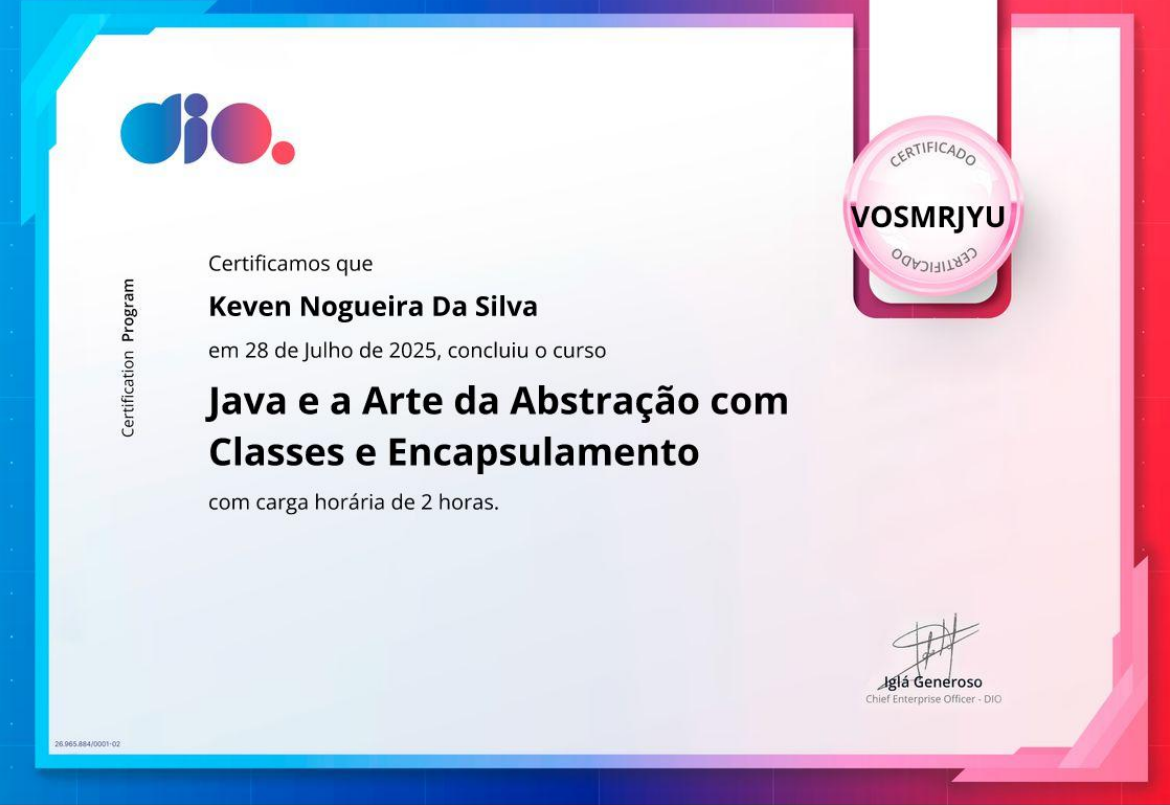 dio.
CERTIFICADO
VOSMRJYU
CERTIFICADO
Certification Program
Certificamos que
Keven Nogueira Da Silva
em 28 de Julho de 2025, concluiu o curso
Java e a Arte da Abstração com
Classes e Encapsulamento
com carga horária de 2 horas.
Iglá Generoso
Chief Enterprise Officer - DIO
26.965.884/0001-02